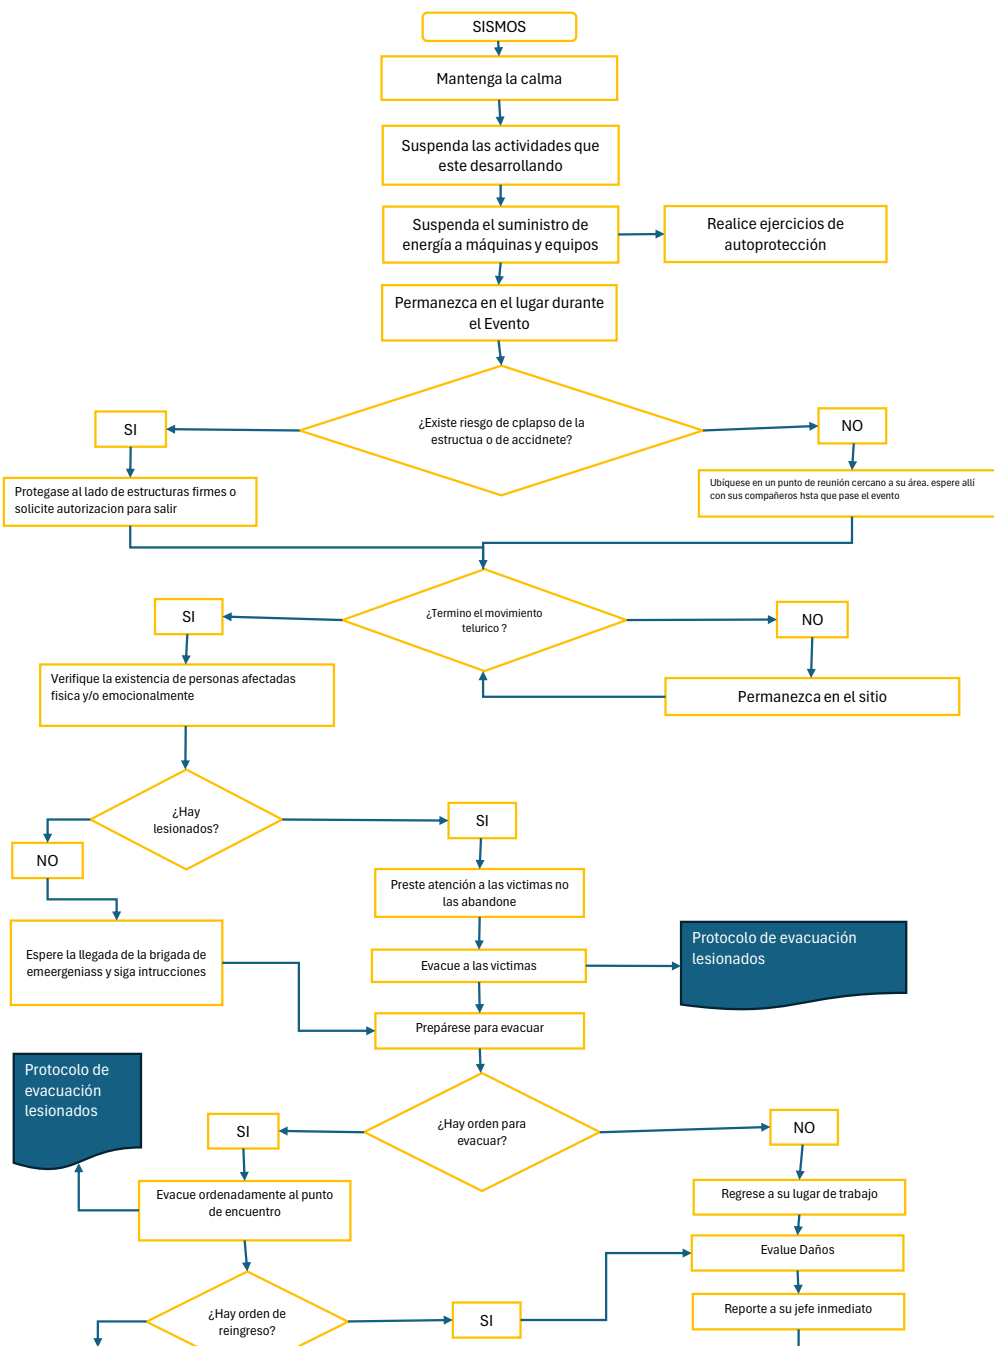 SISMOS
Mantenga la calma
Suspenda las actividades que
este desarrollando
Suspenda el suministro de
energía a máquinas y equipos
Realice ejercicios de
autoprotección
Permanezca en el lugar durante
el Evento
¿Existe riesgo de cplapso de la
estructua o de accidnete?
SI
NO
Protegase al lado de estructuras firmes o
solicite autorizacion para salir
Ubíquese en un punto de reunión cercano a su área. espere allí
con sus compañeros hsta que pase el evento
¿Termino el movimiento
telurico ?
SI
NO
Verifique la existencia de personas afectadas
fisica y/o emocionalmente
Permanezca en el sitio
¿Hay
lesionados?
SI
NO
Preste atención a las victimas no
las abandone
Espere la llegada de la brigada de
emeergeniass y siga intrucciones
Evacue a las victimas
Protocolo de evacuación
lesionados
Prepárese para evacuar
Protocolo de
evacuación
lesionados
¿Hay orden para
evacuar?
SI
NO
Evacue ordenadamente al punto
de encuentro
Regrese a su lugar de trabajo
Evalue Daños
Reporte a su jefe inmediato
¿Hay orden de
reingreso?
SI